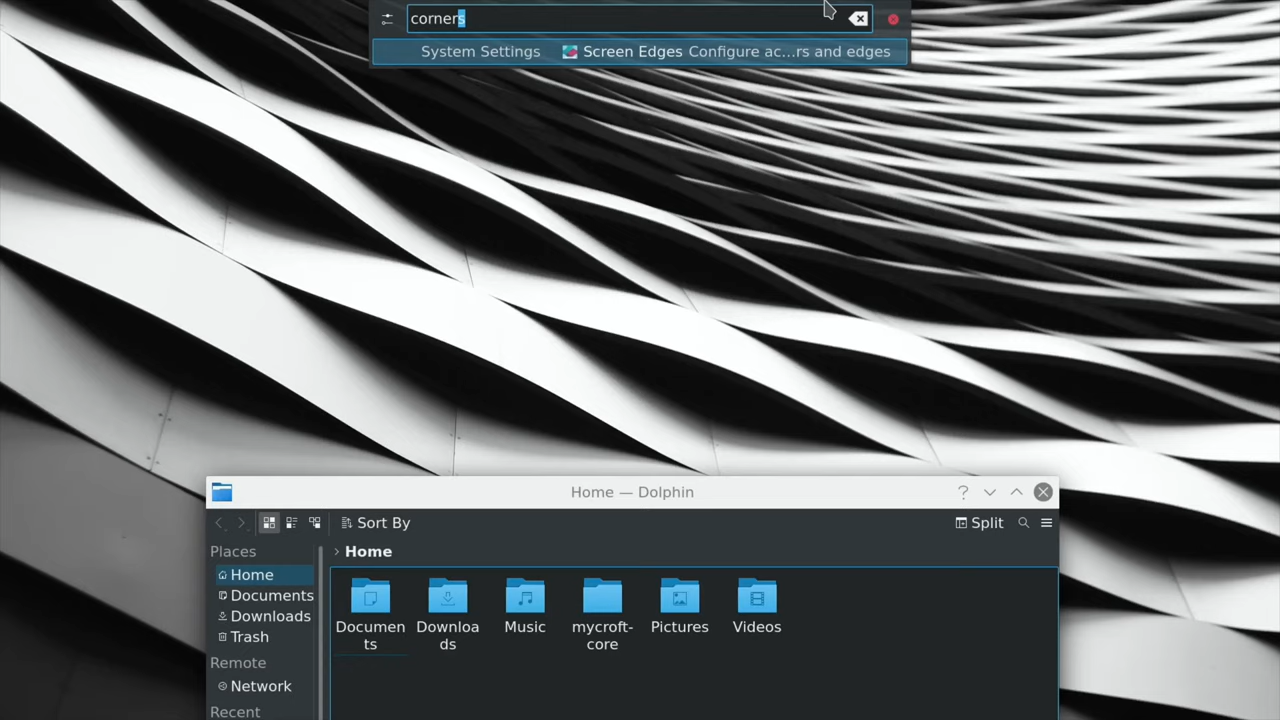 corners
System Settings Screen Edges Configure ac...rs and edges
Home — Dolphin
Sort By
Split
Places
Home
Home
Documents
Downloads
Trash
Remote
Network
Recent
Documen
ts
Downloa
ds
Music
mycroft-
core
Pictures
Videos